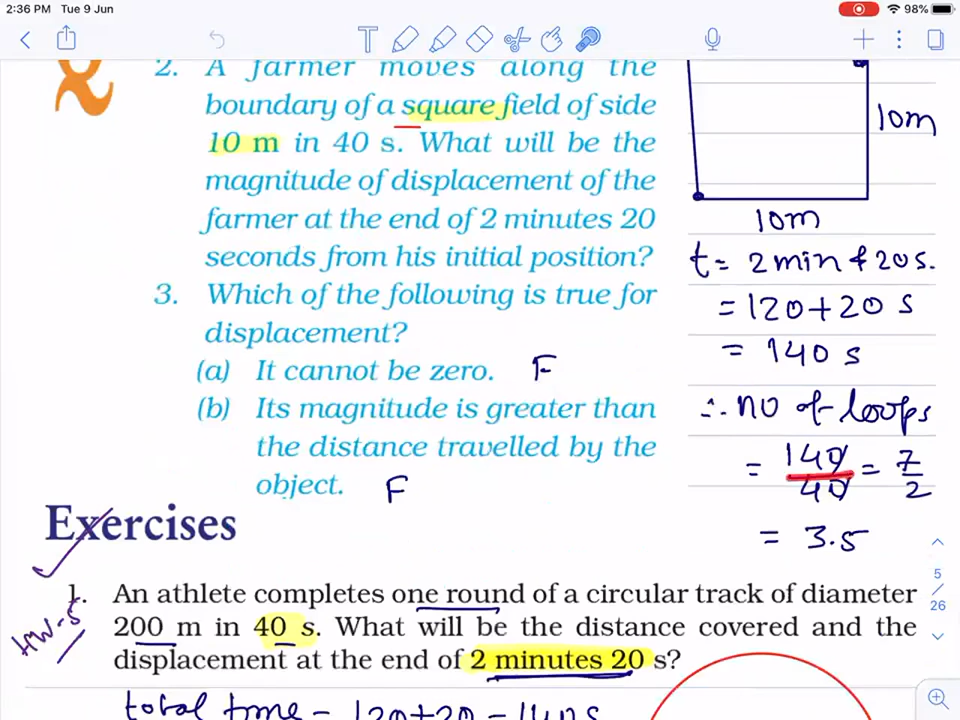 2:36 PM Tue 9 Jun
98%
2. A farmer moves along the
boundary of a square field of side
10 m in 40 s. What will be the
magnitude of displacement of the
farmer at the end of 2 minutes 20
seconds from his initial position?
3. Which of the following is true for
displacement?
(a) It cannot be zero. F
(b) Its magnitude is greater than
the distance travelled by the
object. F
10m
10m
t = 2 min & 20 s.
= 120 + 20 s
= 140 s
∴ no of loops
= 140/40 = 7/2
= 3.5
Exercises
HW-5
1. An athlete completes one round of a circular track of diameter
200 m in 40 s. What will be the distance covered and the
displacement at the end of 2 minutes 20 s?
total time = 120+20 = 140s
5
/
26